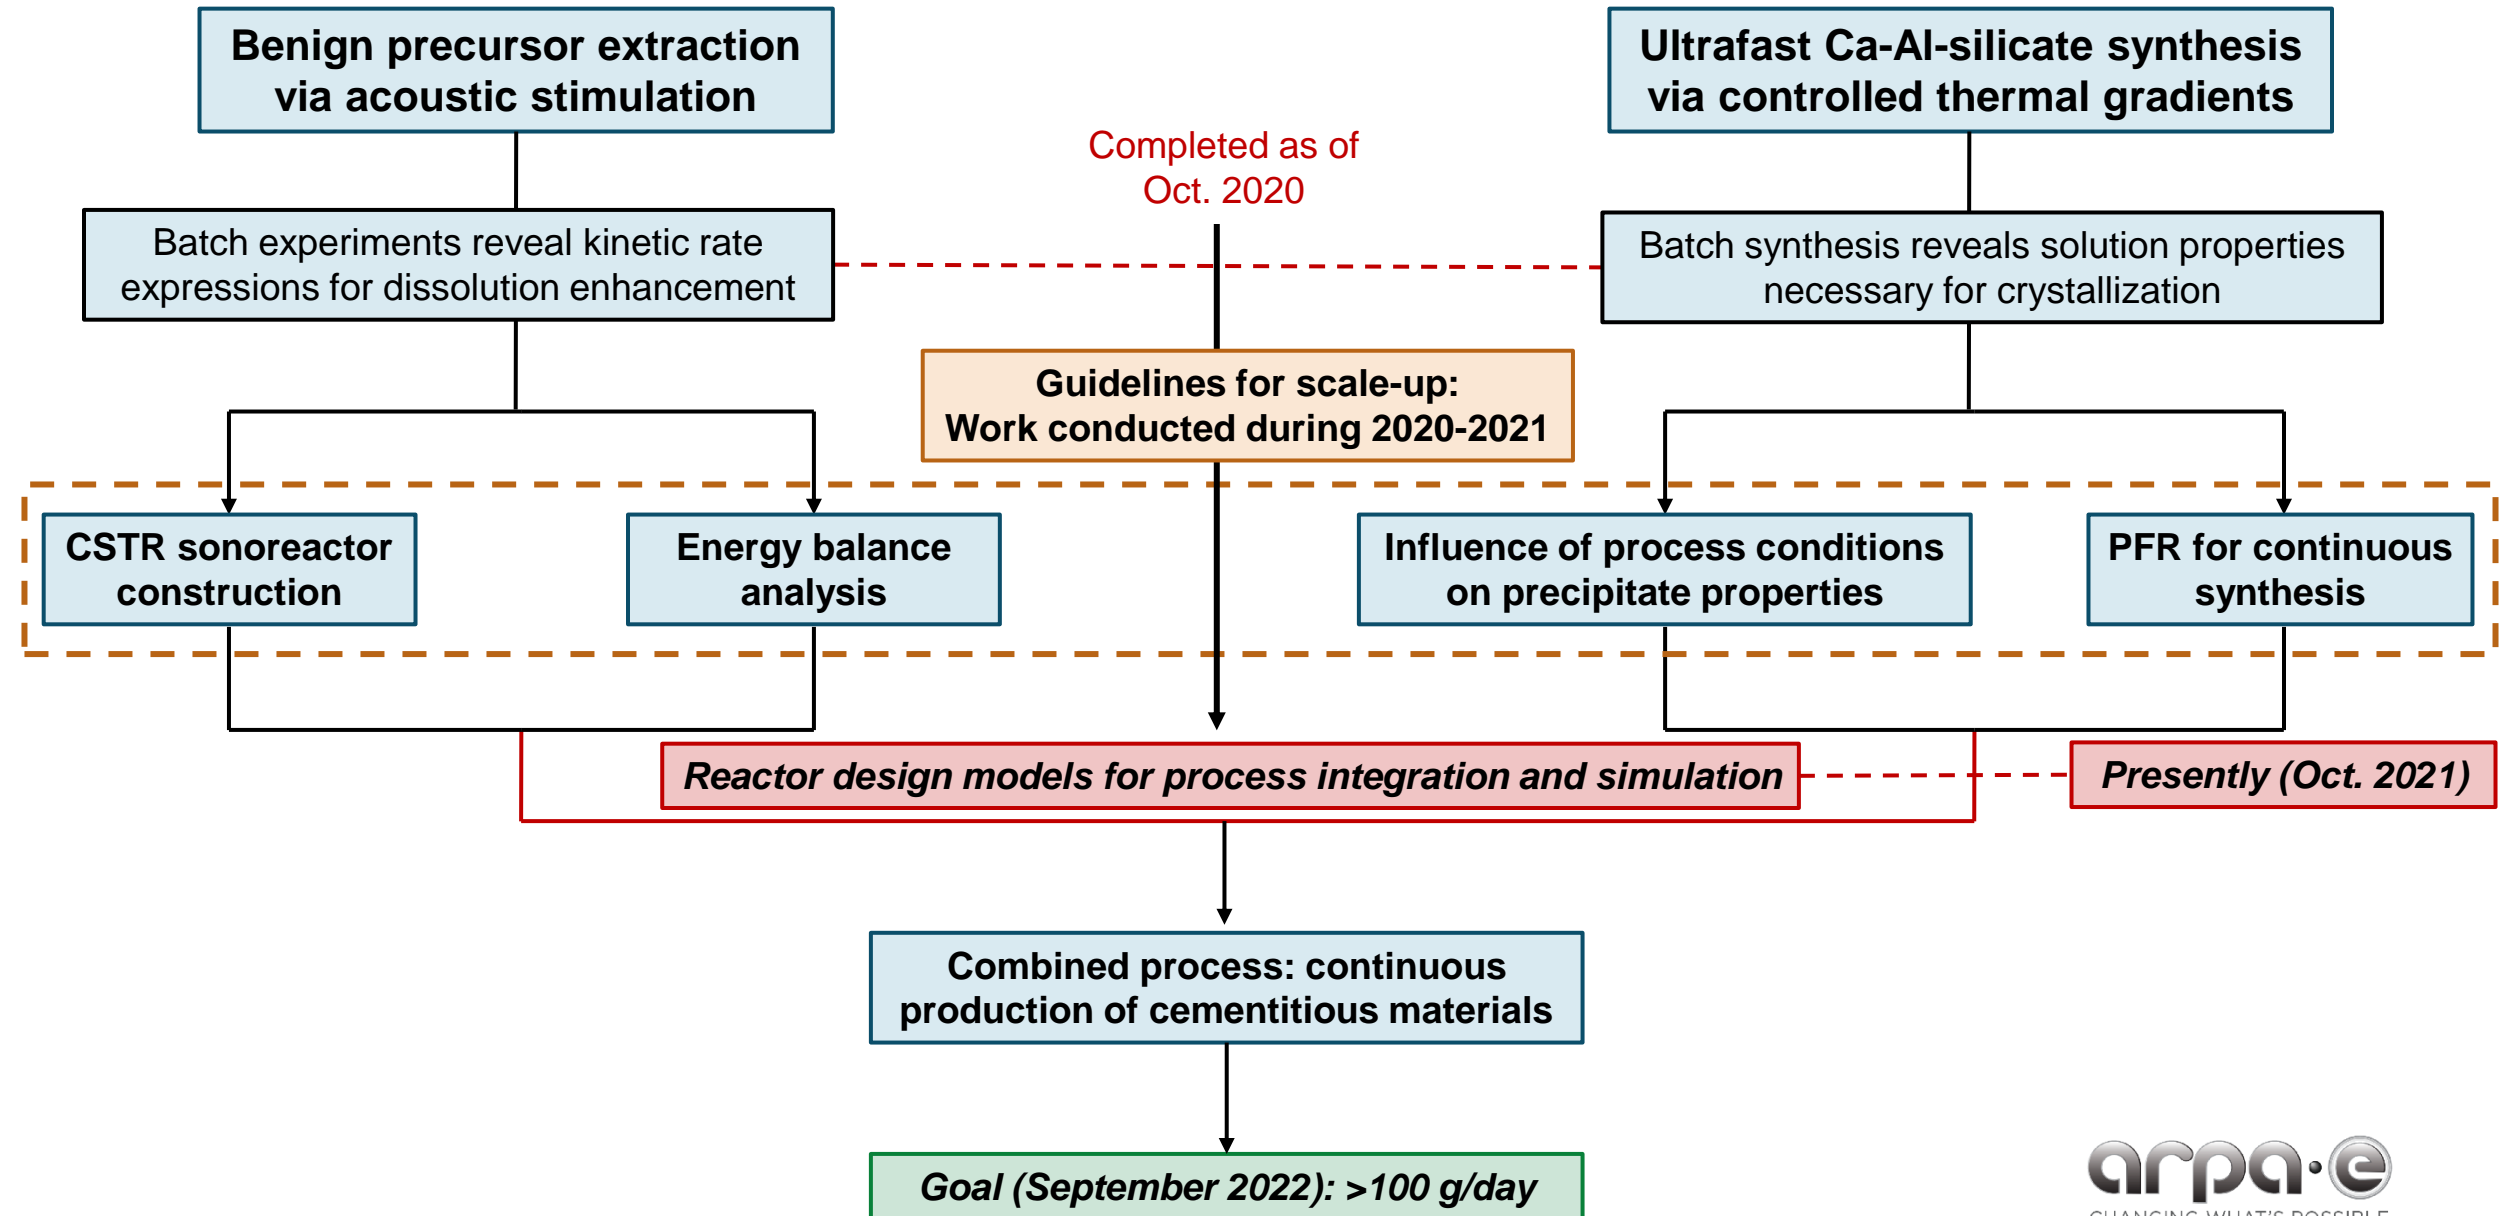 Benign precursor extraction
via acoustic stimulation
Ultrafast Ca-Al-silicate synthesis
via controlled thermal gradients
Completed as of
Oct. 2020
Batch experiments reveal kinetic rate
expressions for dissolution enhancement
Batch synthesis reveals solution properties
necessary for crystallization
Guidelines for scale-up:
Work conducted during 2020-2021
CSTR sonoreactor
construction
Energy balance
analysis
Influence of process conditions
on precipitate properties
PFR for continuous
synthesis
Reactor design models for process integration and simulation
Presently (Oct. 2021)
Combined process: continuous
production of cementitious materials
Goal (September 2022): >100 g/day
arpa·e
CHANGING WHAT'S POSSIBLE